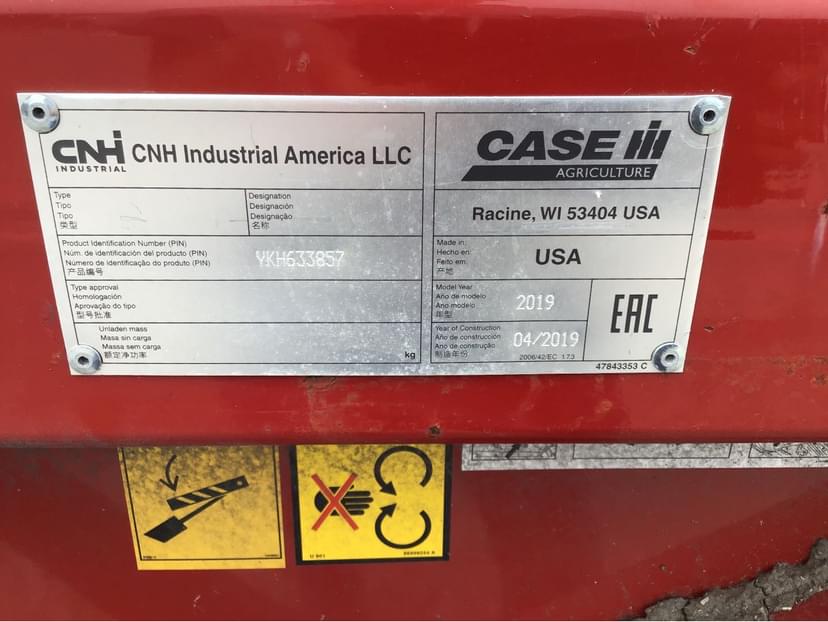 CNH
INDUSTRIAL
CNH Industrial America LLC
Type
Tipo
Tipo
类型
Designation
Designación
Designação
名称
Product Identification Number (PIN)
Núm. de identificación del producto (PIN)
Número de identificação do produto (PIN)
产品编号
YKH633857
Type approval
Homologación
Aprovação do tipo
型号批准
Unladen mass
Masa sin carga
Massa sem carga
额定净功率
kg
CASE IH
AGRICULTURE
Racine, WI 53404 USA
Made in:
Hecho en:
Feito em:
产地
USA
Model Year
Año de modelo
Ano modelo
年型
2019
Year of Construction
Año de construcción
Ano de construção
制造年份
04/2019
2006/42/EC 1.7.3
EAC
47843353 C